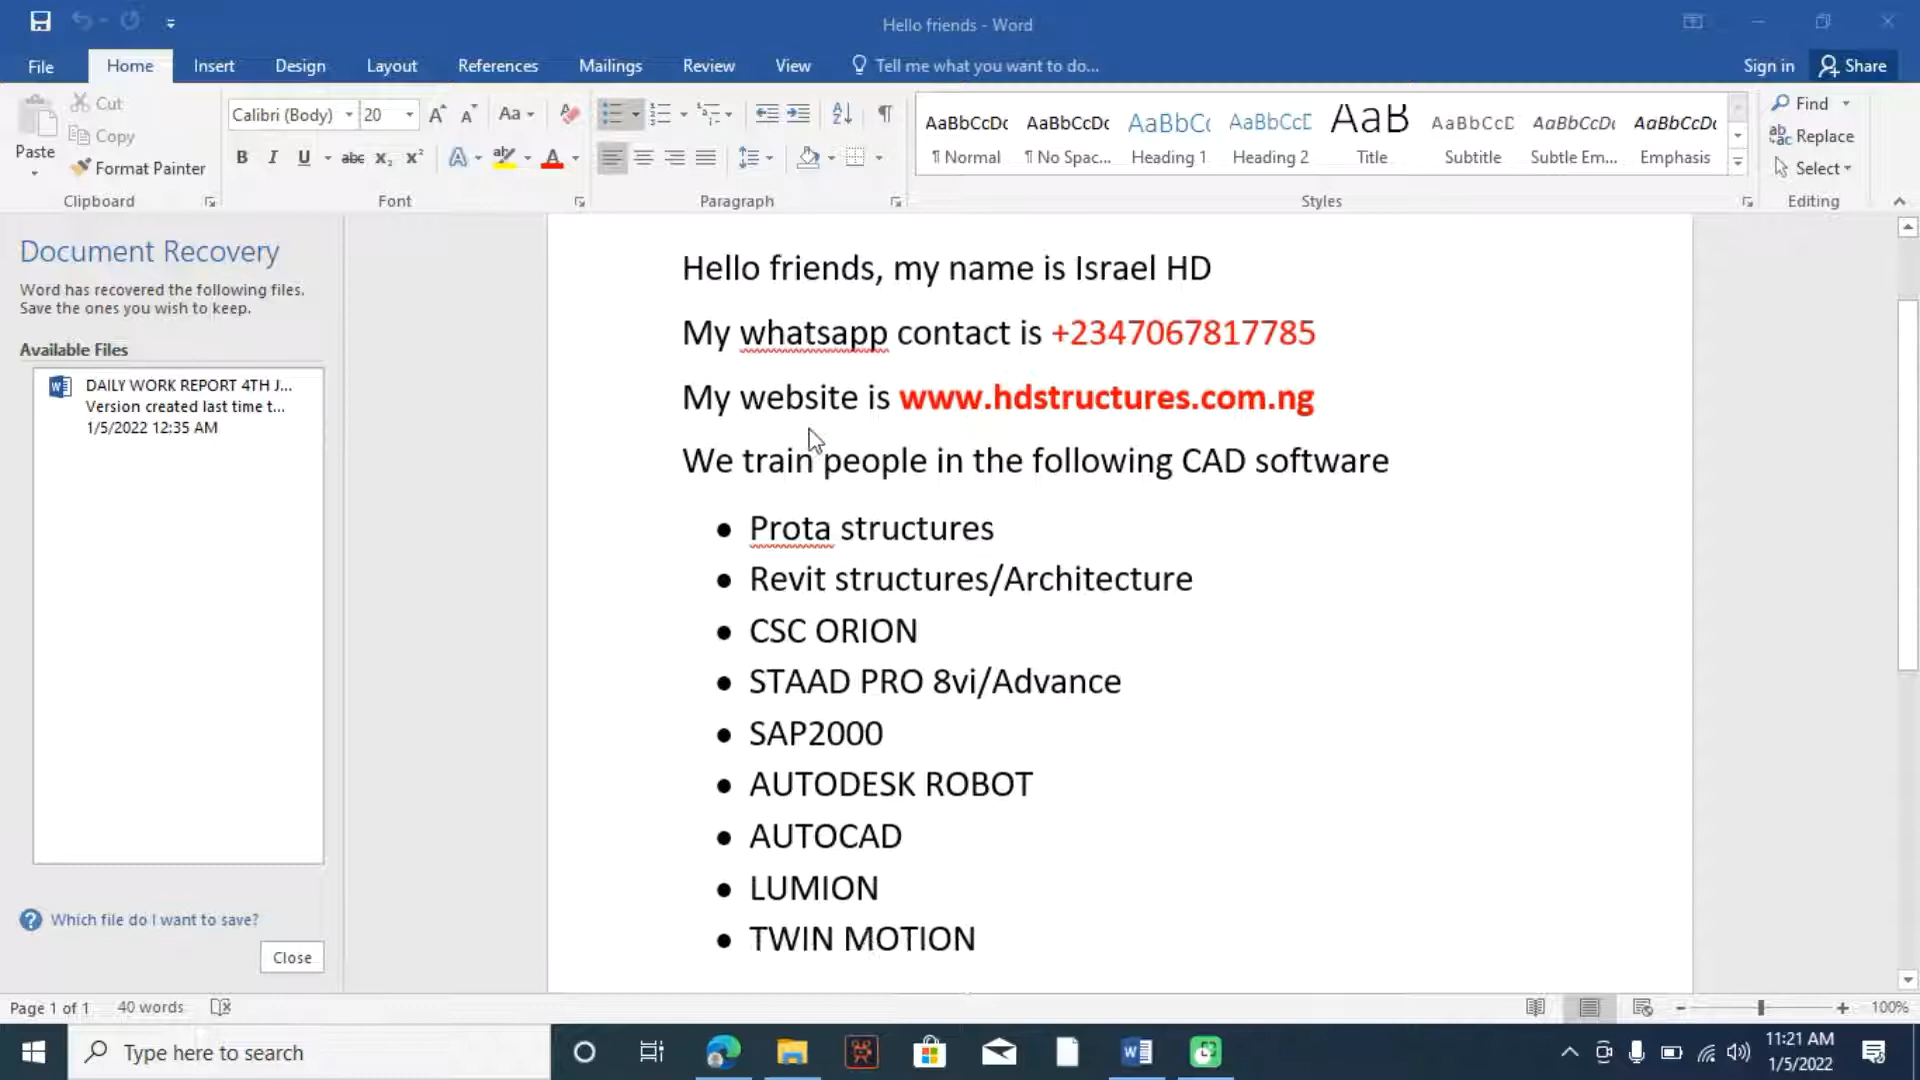 Hello friends - Word
File Home Insert Design Layout References Mailings Review View Tell me what you want to do... Sign in Share
Paste Cut
Copy
Format Painter
Clipboard
Calibri (Body) 20 Aa
B I U abc X₂ X² A ab A
Font
Paragraph
AaBbCcDc AaBbCcDc AaBbCc AaBbCcD AaB AaBbCcD AaBbCcDc AaBbCcDc
¶ Normal ¶ No Spac... Heading 1 Heading 2 Title Subtitle Subtle Em... Emphasis
Styles
Find
Replace
Select
Editing
Document Recovery
Word has recovered the following files.
Save the ones you wish to keep.
Available Files
DAILY WORK REPORT 4TH J...
Version created last time t...
1/5/2022 12:35 AM
Which file do I want to save?
Close
Hello friends, my name is Israel HD
My whatsapp contact is +2347067817785
My website is www.hdstructures.com.ng
We train people in the following CAD software
• Prota structures
• Revit structures/Architecture
• CSC ORION
• STAAD PRO 8vi/Advance
• SAP2000
• AUTODESK ROBOT
• AUTOCAD
• LUMION
• TWIN MOTION
Page 1 of 1 40 words 100%
Type here to search
11:21 AM
1/5/2022